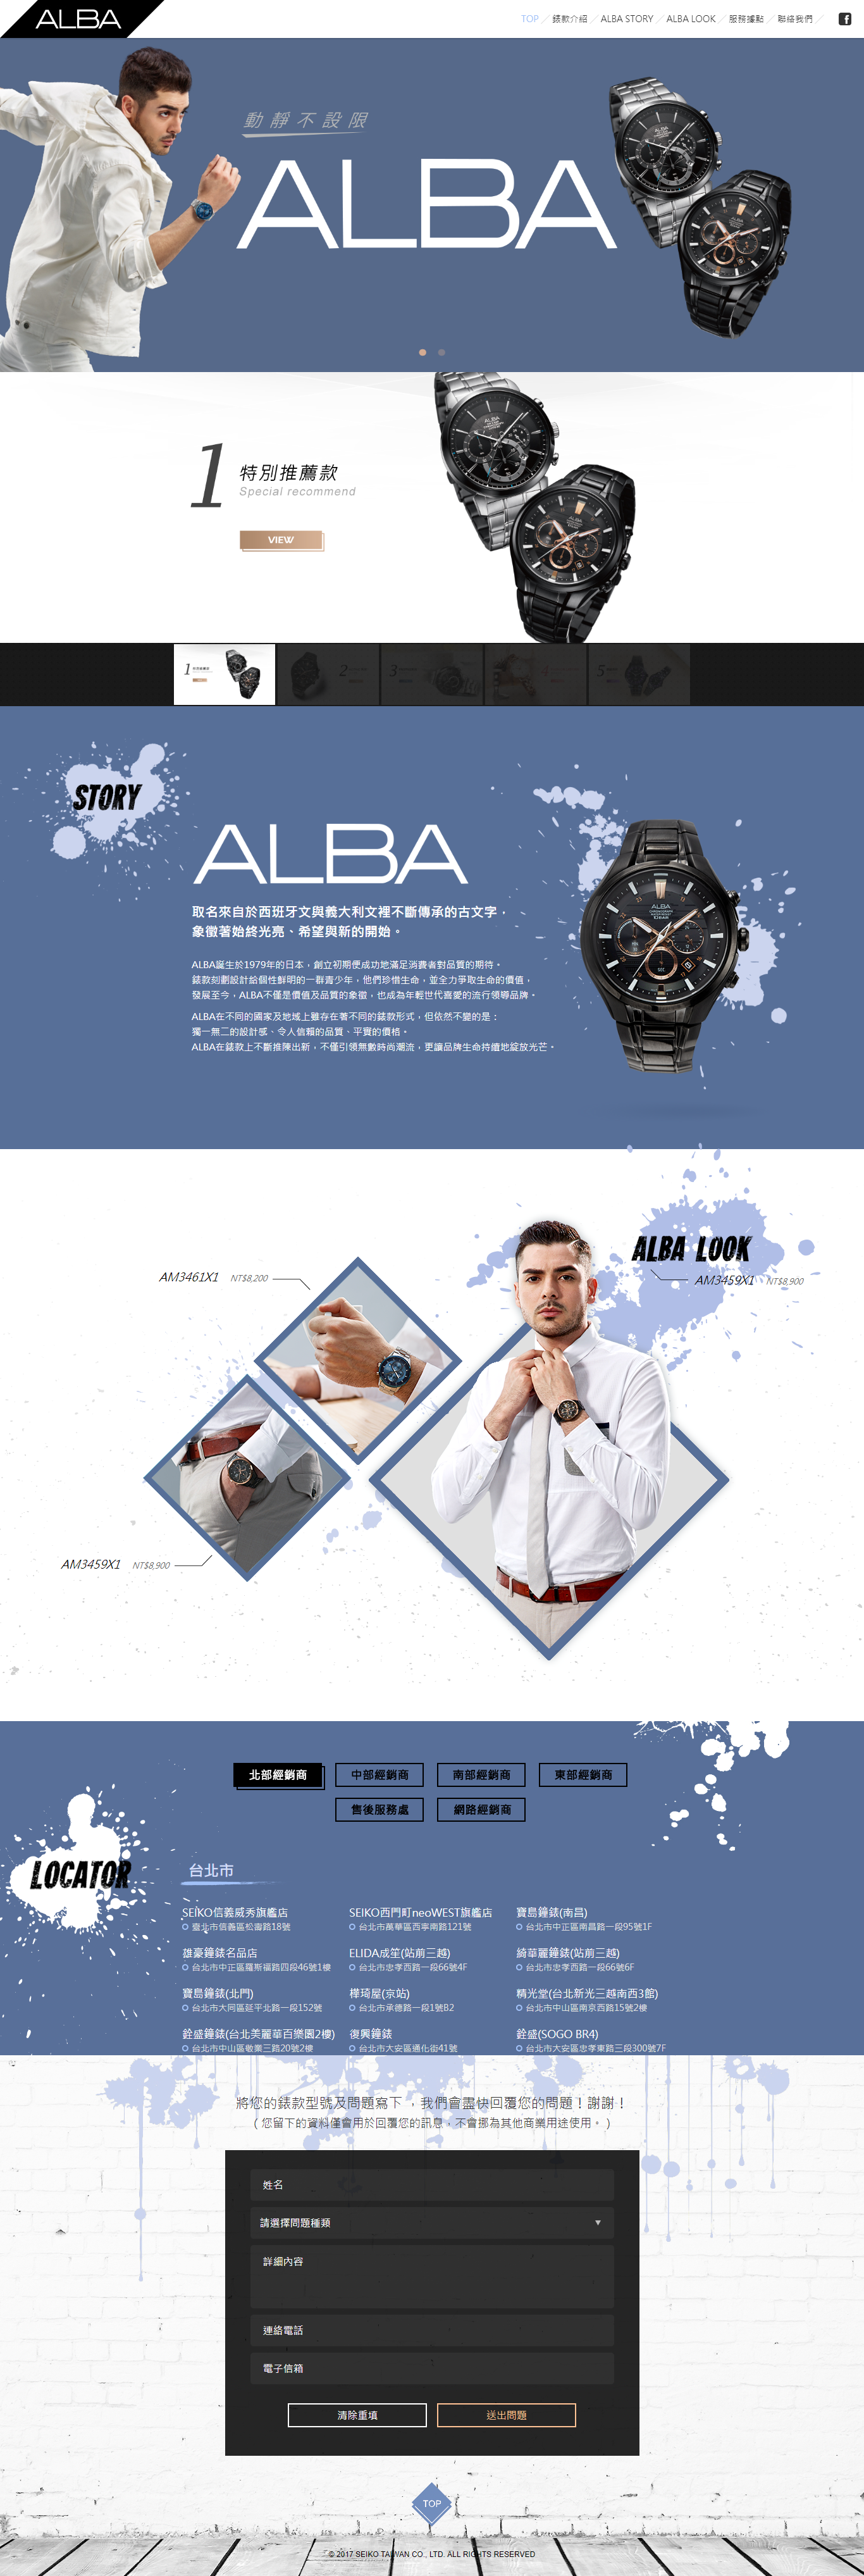 ALBA
TOP
錶款介紹
ALBA STORY
ALBA LOOK
服務據點
聯絡我們
動靜不設限
ALBA
1
特別推薦款
Special recommend
VIEW
1 特別推薦款
2
3
4
5
STORY
ALBA
取名來自於西班牙文與義大利文裡不斷傳承的古文字，
象徵著始終光亮、希望與新的開始。
ALBA誕生於1979年的日本，創立初期便成功地滿足消費者對品質的期待。
錶款刻劃設計給個性鮮明的一群青少年，他們珍惜生命，並全力爭取生命的價值，
發展至今，ALBA不僅是價值及品質的象徵，也成為年輕世代喜愛的流行領導品牌。
ALBA在不同的國家及地域上雖存在著不同的錶款形式，但依然不變的是：
獨一無二的設計感、令人信賴的品質、平實的價格。
ALBA在錶款上不斷推陳出新，不僅引領無數時尚潮流，更讓品牌生命持續地綻放光芒。
ALBA
ALBA LOOK
AM3461X1 NT$8,200
AM3459X1 NT$8,900
AM3459X1 NT$8,900
北部經銷商
中部經銷商
南部經銷商
東部經銷商
售後服務處
網路經銷商
LOCATOR
台北市
SEIKO信義威秀旗艦店
臺北市信義區松壽路18號
SEIKO西門町neoWEST旗艦店
台北市萬華區西寧南路121號
寶島鐘錶(南昌)
台北市中正區南昌路一段95號1F
雄豪鐘錶名品店
台北市中正區羅斯福路四段46號1樓
ELIDA成笙(站前三越)
台北市忠孝西路一段66號4F
綺華麗鐘錶(站前三越)
台北市忠孝西路一段66號6F
寶島鐘錶(北門)
台北市大同區延平北路一段152號
樺琦屋(京站)
台北市承德路一段1號B2
精光堂(台北新光三越南西3館)
台北市中山區南京西路15號2樓
銓盛鐘錶(台北美麗華百樂園2樓)
台北市中山區敬業三路20號2樓
復興鐘錶
台北市大安區通化街41號
銓盛(SOGO BR4)
台北市大安區忠孝東路三段300號7F
將您的錶款型號及問題寫下，我們會盡快回覆您的問題！謝謝！
( 您留下的資料僅會用於回覆您的訊息，不會挪為其他商業用途使用。)
姓名
請選擇問題種類
詳細內容
連絡電話
電子信箱
清除重填
送出問題
TOP
© 2017 SEIKO TAIWAN CO., LTD. ALL RIGHTS RESERVED